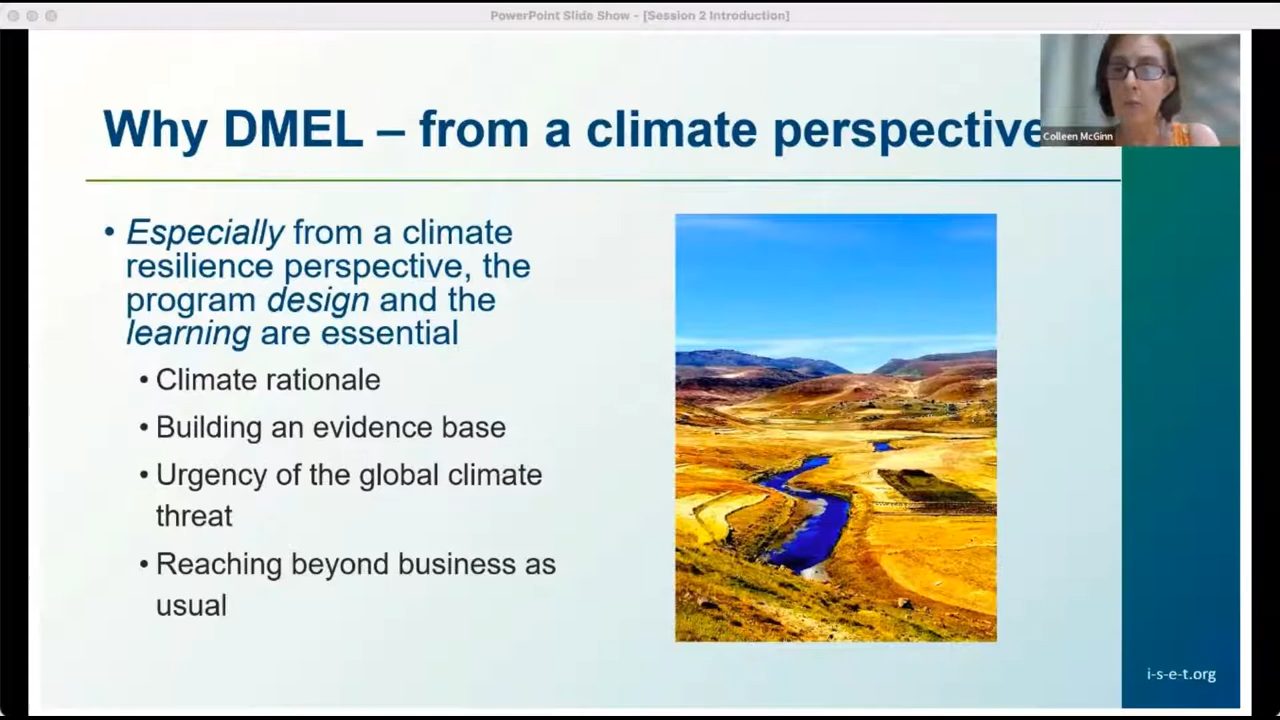 PowerPoint Slide Show - [Session 2 Introduction]
Why DMEL – from a climate perspective
Colleen McGinn
• Especially from a climate
resilience perspective, the
program design and the
learning are essential
• Climate rationale
• Building an evidence base
• Urgency of the global climate
threat
• Reaching beyond business as
usual
i-s-e-t.org